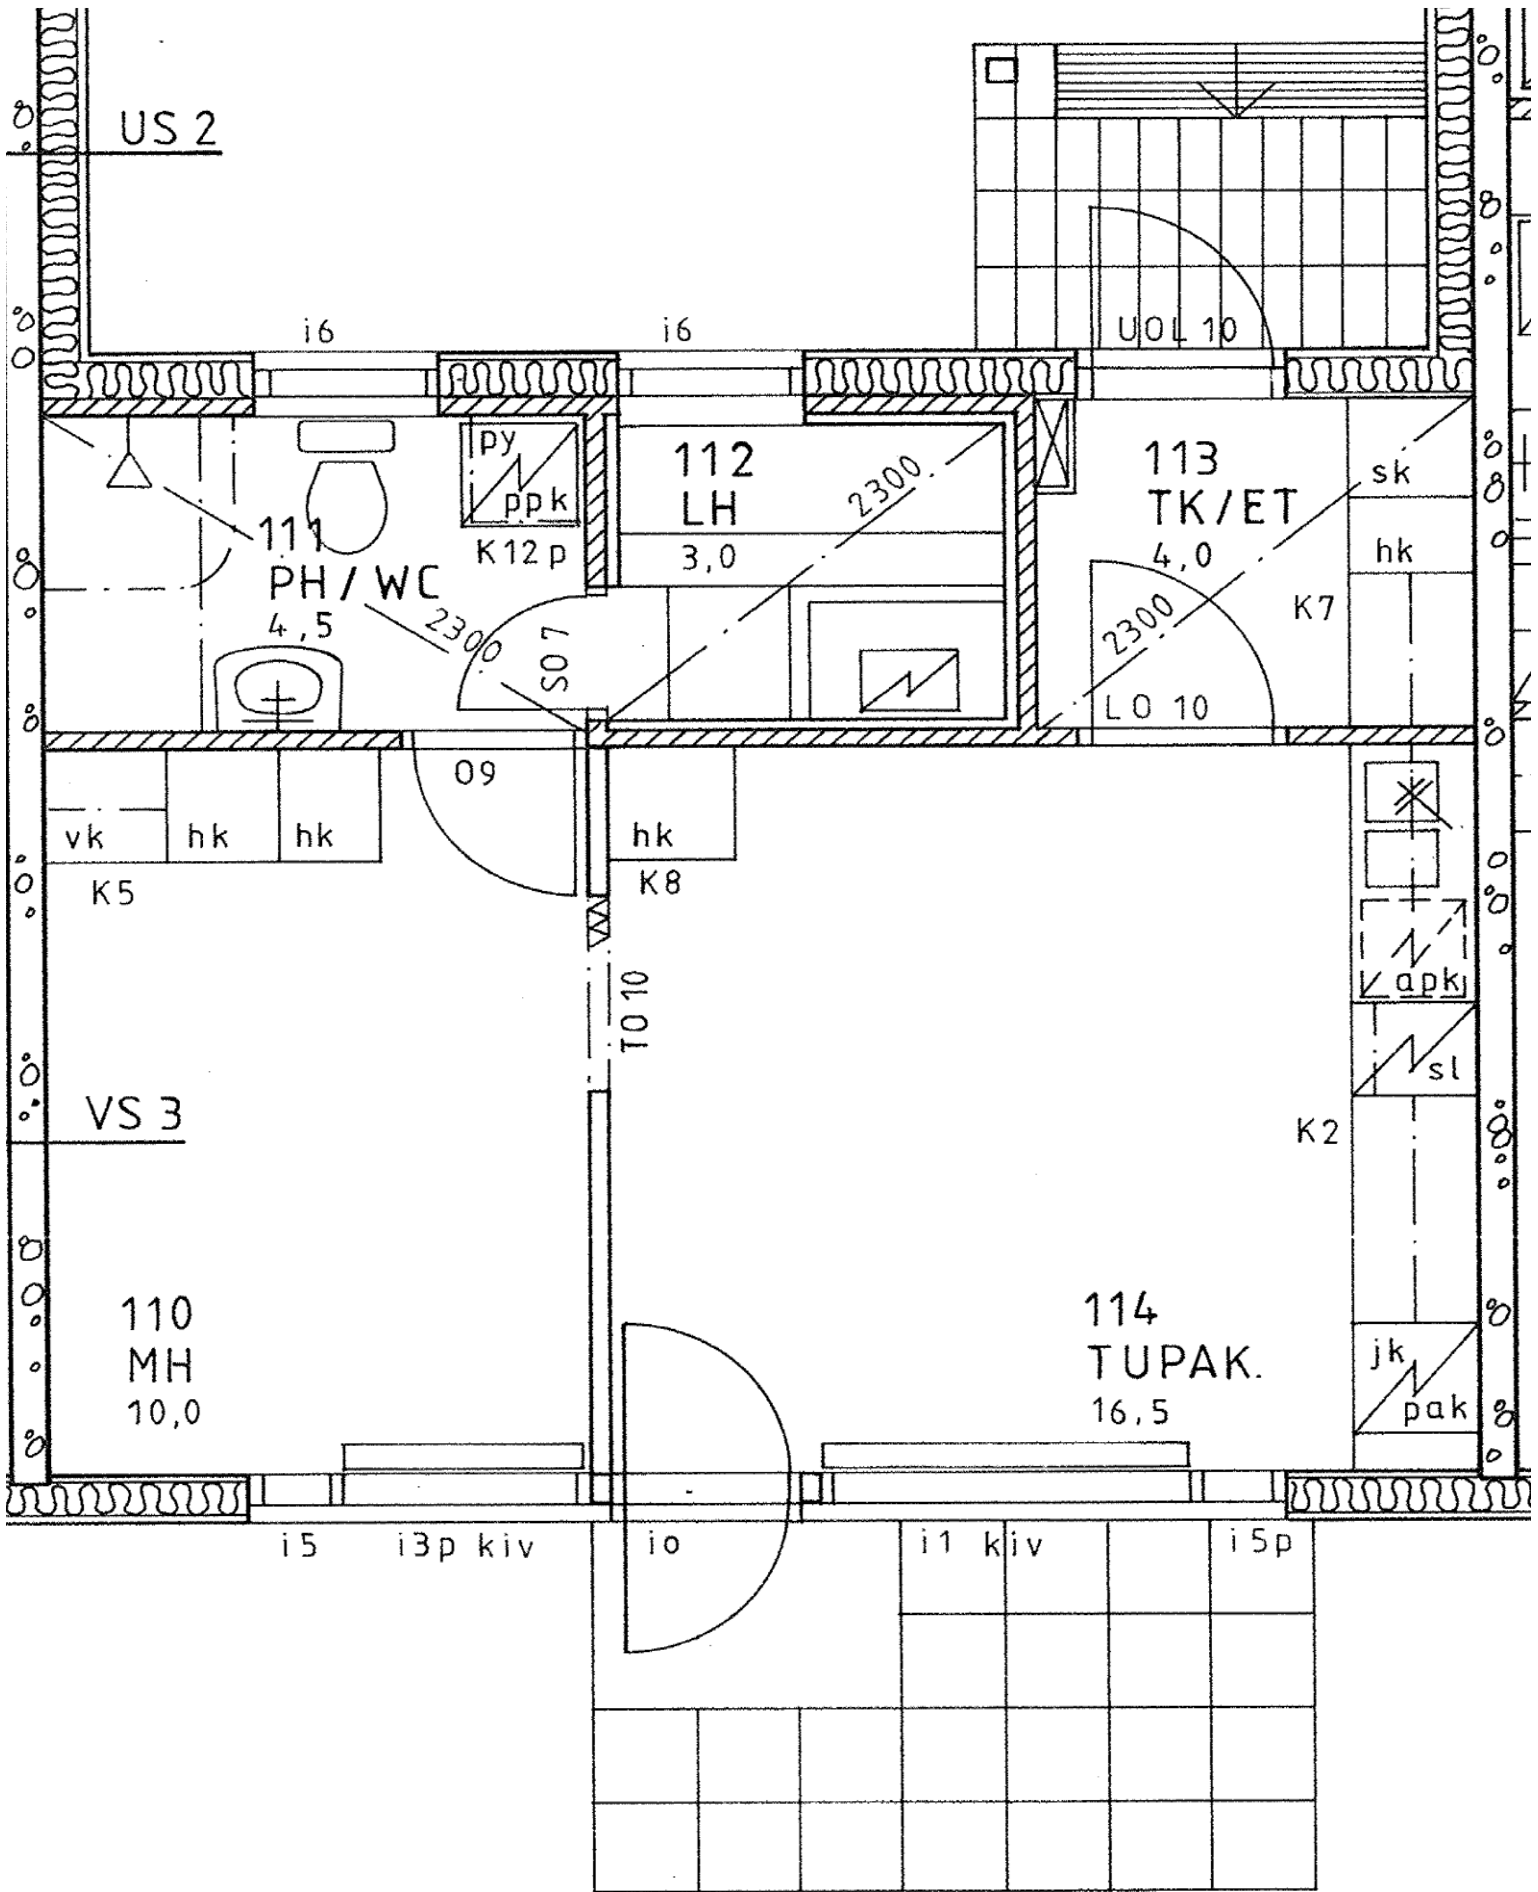 US 2
i6
i6
UOL 10
py
ppk
K12p
111
PH / WC
4,5
2300
SO 7
112
LH
3,0
2300
113
TK/ET
4,0
2300
LO 10
sk
hk
K7
O9
vk
hk
hk
K5
hk
K8
TO 10
apk
sl
K2
VS 3
110
MH
10,0
114
TUPAK.
16,5
jk
pak
i5
i3p kiv
io
i1 kiv
i5p